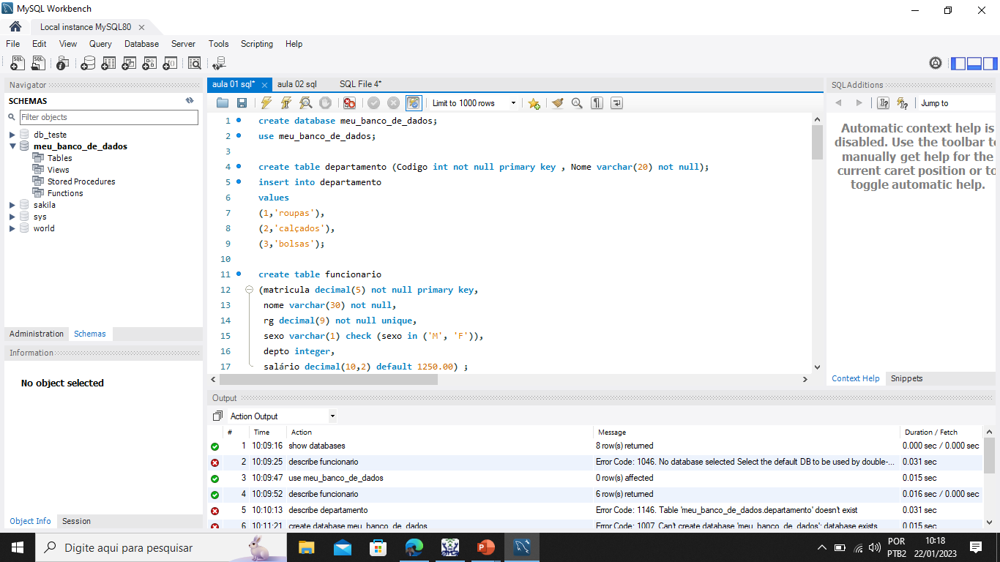 MySQL Workbench
Local instance MySQL80
File Edit View Query Database Server Tools Scripting Help
Navigator
SCHEMAS
Filter objects
db_teste
meu_banco_de_dados
Tables
Views
Stored Procedures
Functions
sakila
sys
world
Administration Schemas
Information
No object selected
Object Info Session
aula 01 sql* aula 02 sql SQL File 4*
Limit to 1000 rows
1 create database meu_banco_de_dados;
2 use meu_banco_de_dados;
3
4 create table departamento (Codigo int not null primary key , Nome varchar(20) not null);
5 insert into departamento
6 values
7 (1,'roupas'),
8 (2,'calçados'),
9 (3,'bolsas');
10
11 create table funcionario
12 (matricula decimal(5) not null primary key,
13 nome varchar(30) not null,
14 rg decimal(9) not null unique,
15 sexo varchar(1) check (sexo in ('M', 'F')),
16 depto integer,
17 salário decimal(10,2) default 1250.00) ;
SQLAdditions
Jump to
Automatic context help is
disabled. Use the toolbar to
manually get help for the
current caret position or to
toggle automatic help.
Context Help Snippets
Output
Action Output
# Time Action Message Duration / Fetch
1 10:09:16 show databases 8 row(s) returned 0.000 sec / 0.000 sec
2 10:09:25 describe funcionario Error Code: 1046. No database selected Select the default DB to be used by double-... 0.031 sec
3 10:09:47 use meu_banco_de_dados 0 row(s) affected 0.015 sec
4 10:09:52 describe funcionario 6 row(s) returned 0.016 sec / 0.000 sec
5 10:10:13 describe departamento Error Code: 1146. Table 'meu_banco_de_dados.departamento' doesn't exist 0.031 sec
6 10:11:21 create database meu_banco_de_dados Error Code: 1007. Can't create database 'meu_banco_de_dados'; database exists 0.015 sec
Digite aqui para pesquisar
POR 10:18
PTB2 22/01/2023